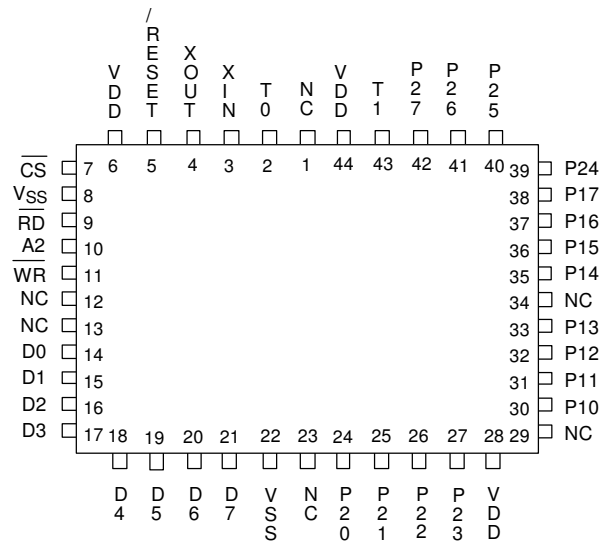 /RESET
VDD
XOUT
XIN
T0
NC
VDD
T1
P27
P26
P25
6 5 4 3 2 1 44 43 42 41 40
CS 7
VSS 8
RD 9
A2 10
WR 11
NC 12
NC 13
D0 14
D1 15
D2 16
D3 17
39 P24
38 P17
37 P16
36 P15
35 P14
34 NC
33 P13
32 P12
31 P11
30 P10
29 NC
18 19 20 21 22 23 24 25 26 27 28
D4
D5
D6
D7
VSS
NC
P20
P21
P22
P23
VDD